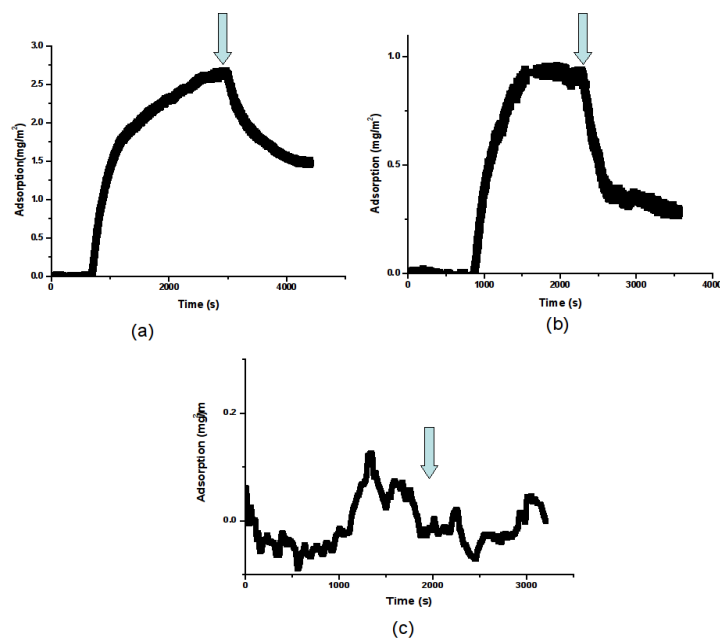 3.0
2.5
2.0
1.5
1.0
0.5
0.0
Adsorption(mg/m²)
2000
4000
Time (s)
(a)
1.0
0.5
0.0
Adsorption (mg/m²)
0
1000
2000
3000
4000
Time (s)
(b)
0.2
0.0
Adsorption (mg/m²
0
1000
2000
3000
Time (s)
(c)